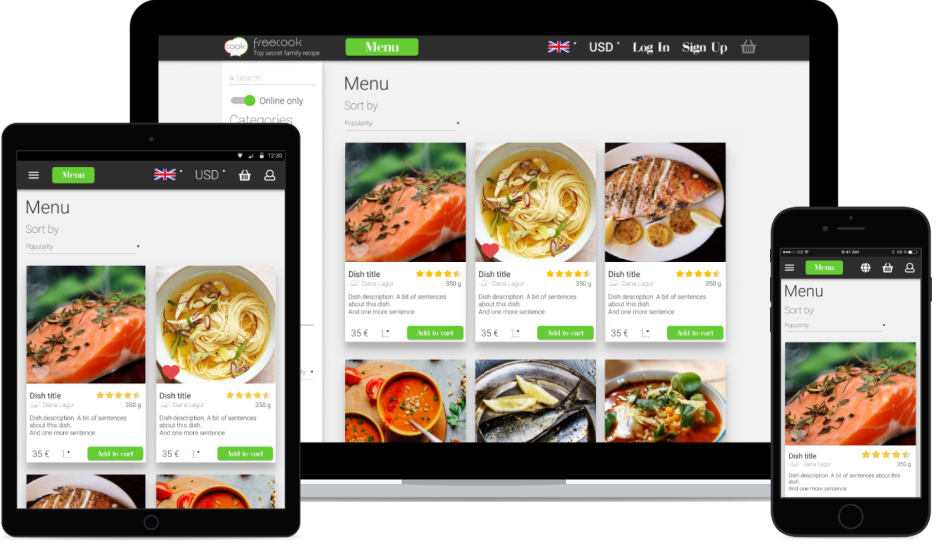 cook
freecook
Top secret family recipe
Menu
USD
Log In
Sign Up
Search
Online only
Categories
Menu
Sort by
Popularity
Dish title
Dana Lagur
350 g
Dish description. A bit of sentences
about this dish.
And one more sentence.
35 €
1
Add to cart
Dish title
Dana Lagur
350 g
Dish description. A bit of sentences
about this dish.
And one more sentence.
35 €
1
Add to cart
Dish title
Dana Lagur
350 g
Dish description. A bit of sentences
about this dish.
And one more sentence.
35 €
1
Add to cart
12:30
Menu
USD
Menu
Sort by
Popularity
Dish title
Dana Lagur
350 g
Dish description. A bit of sentences
about this dish.
And one more sentence.
35 €
1
Add to cart
Dish title
Dana Lagur
350 g
Dish description. A bit of sentences
about this dish.
And one more sentence
35 €
1
Add to cart
9:41 AM
Menu
Menu
Sort by
Popularity
Dish title
Dana Lagur
350 g
Dish description. A bit of sentences about this
dish.
And one more sentence.